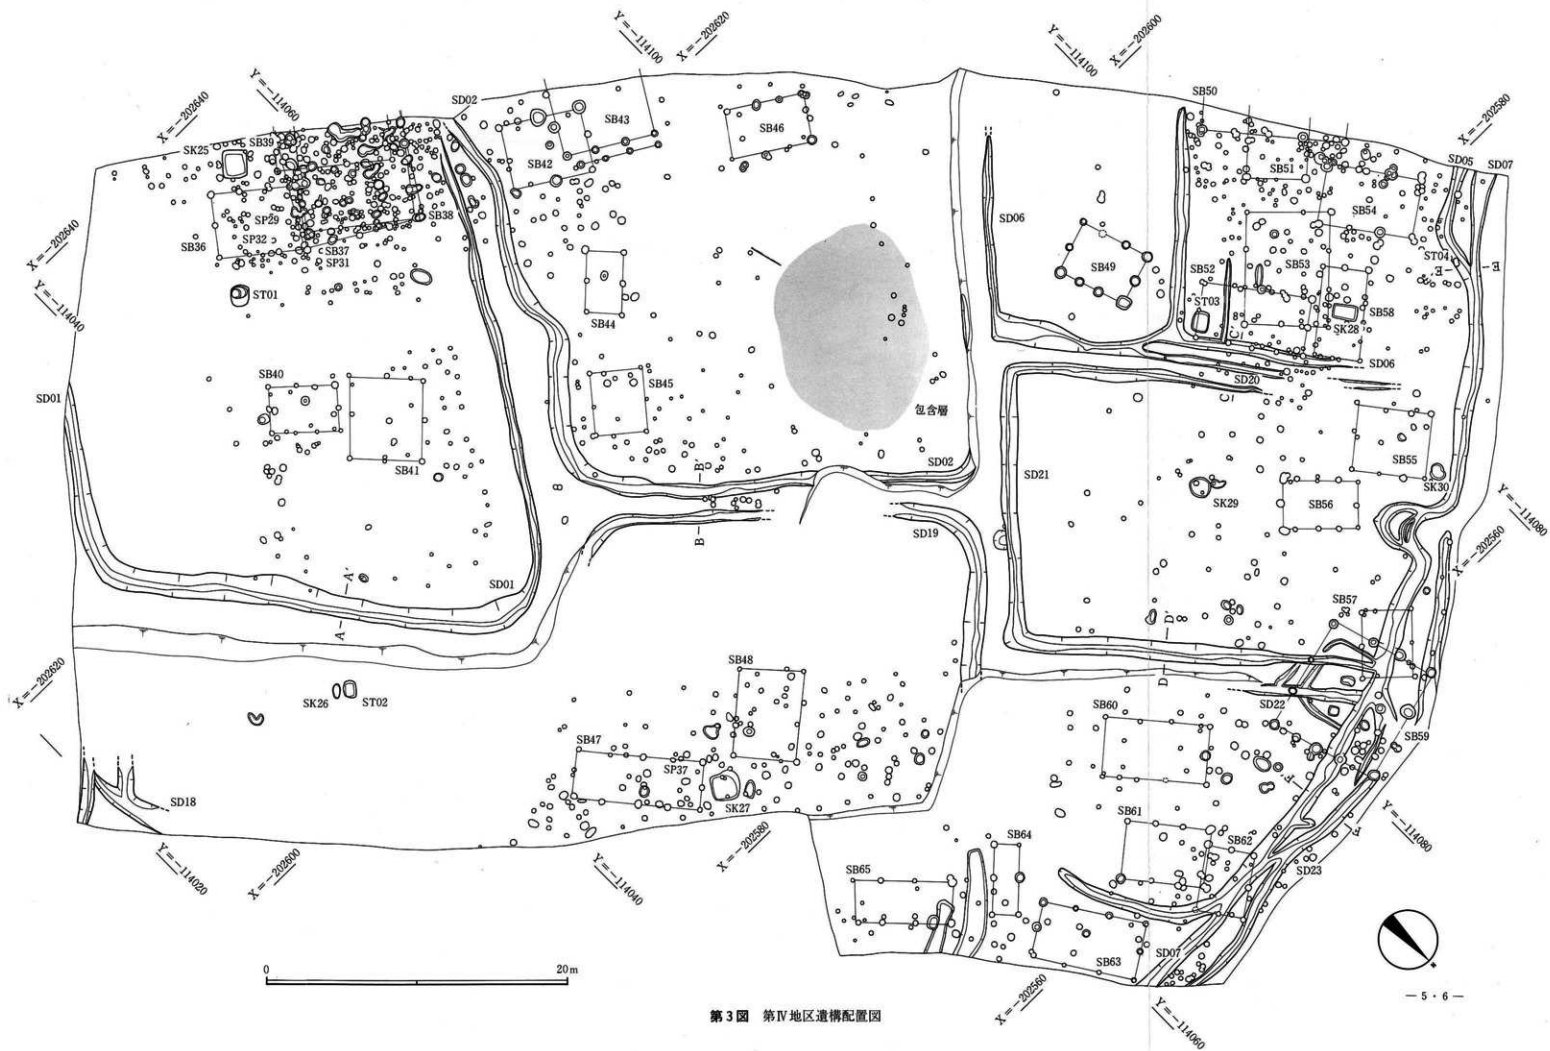 Y=-114100
X=-202620
Y=-114100
X=-202600
X=-202640
Y=-114060
X=-202580
SD02
SB50
SB39
SK25
SB43
SB46
SB42
SB51
SD05
SD07
SB54
SP29
SB38
SD06
SB36
SP32
SB37
SP31
X=-202640
ST04
E'
E
SB49
SB52
SB53
ST01
ST03
SB58
Y=-114040
SB44
C'
SK28
SD06
SB40
SB45
SD20
SD01
C
包含層
SB41
SB55
B'
SD02
SD21
SK30
SK29
SB56
Y=-114080
B
SD19
X=-202560
A'
SD01
SB57
A
D'
X=-202620
SB48
D
SK26
ST02
SD22
SB60
SB59
SB47
SP37
F'
SD18
SK27
SB61
Y=-114080
F
X=-202580
SB64
SB62
Y=-114020
X=-202600
Y=-114040
SB65
SD23
SB63
SD07
0
20m
X=-202560
Y=-114060
第3図 第Ⅳ地区遺構配置図
— 5・6 —